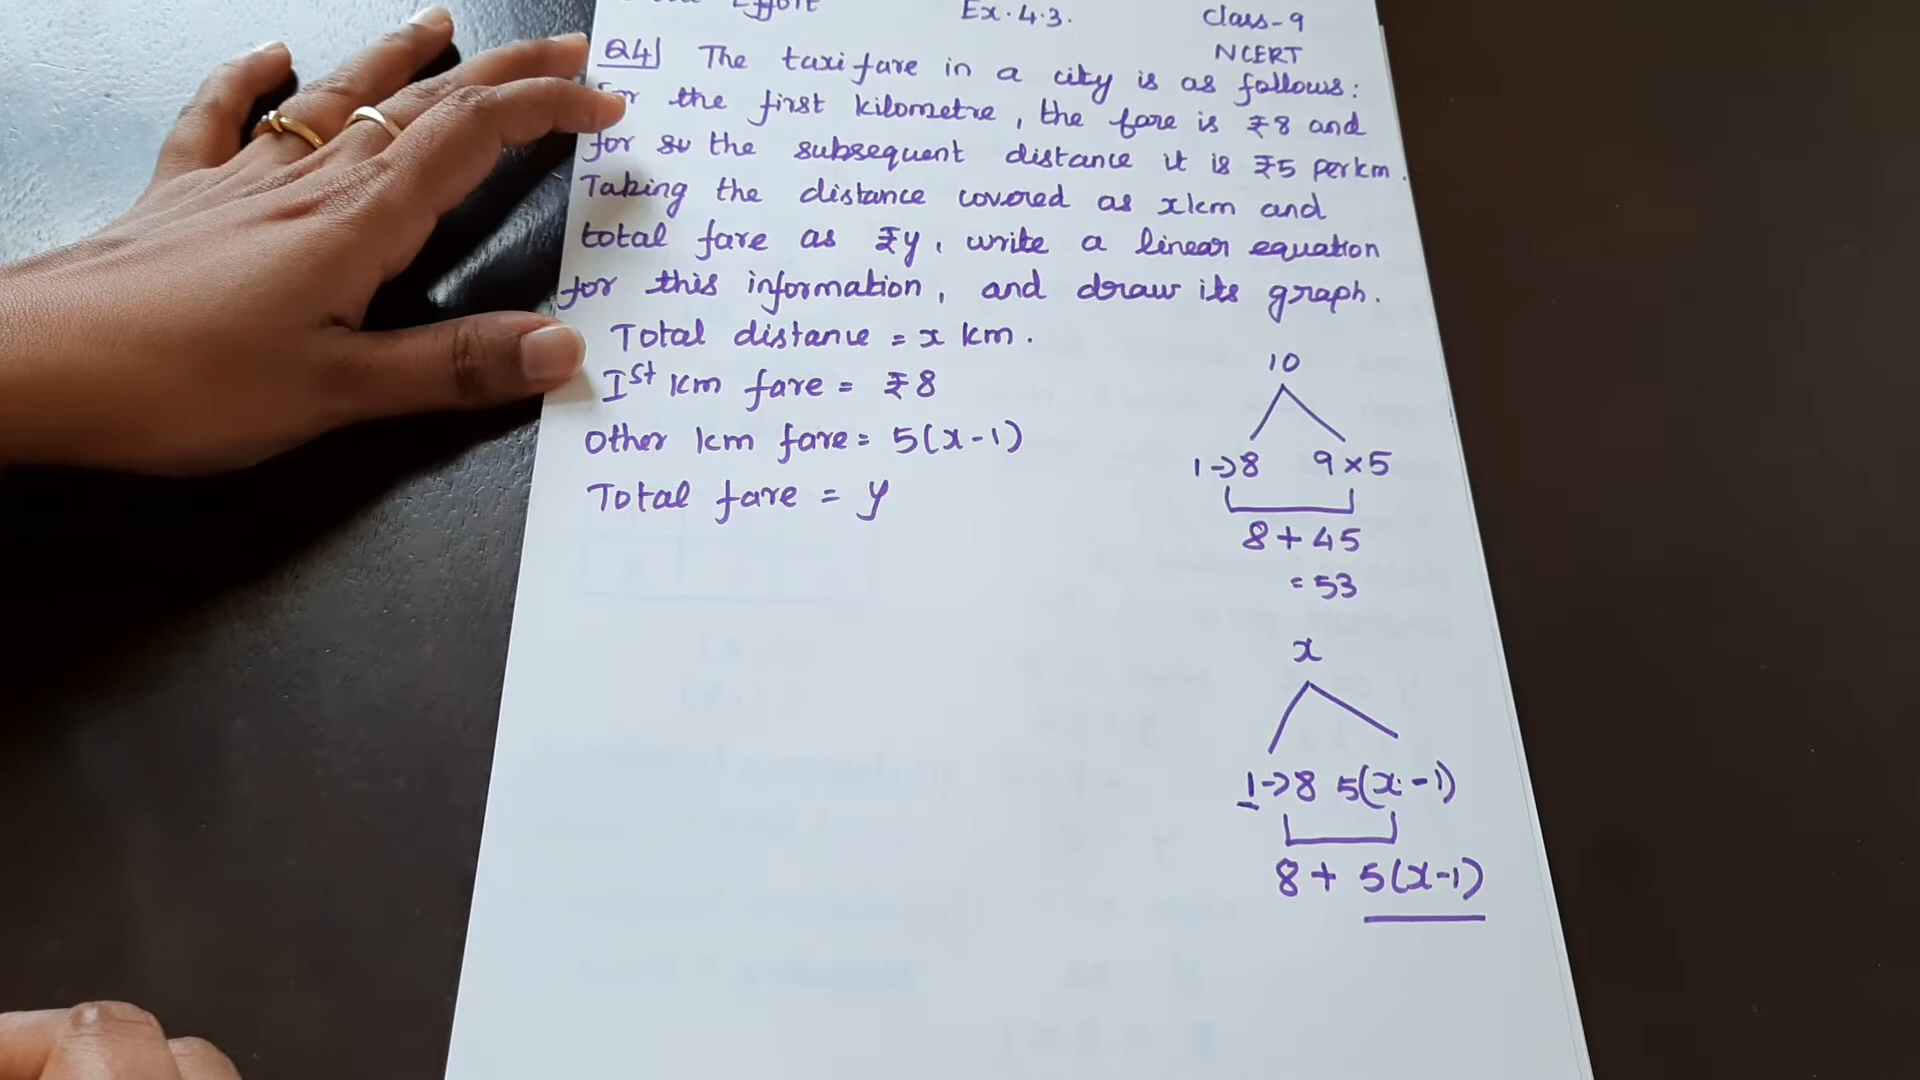 Effort Ex.4.3. Class-9
NCERT
Q4) The taxi fare in a city is as follows:
For the first kilometre, the fare is ₹8 and
for su the subsequent distance it is ₹5 per km.
Taking the distance covered as x km and
total fare as ₹y, write a linear equation
for this information, and draw its graph.
Total distance = x km.
Ist km fare = ₹8
Other km fare = 5(x-1)
Total fare = y
10
1->8 9×5
8+45
=53
x
1->8 5(x-1)
8+ 5(x-1)